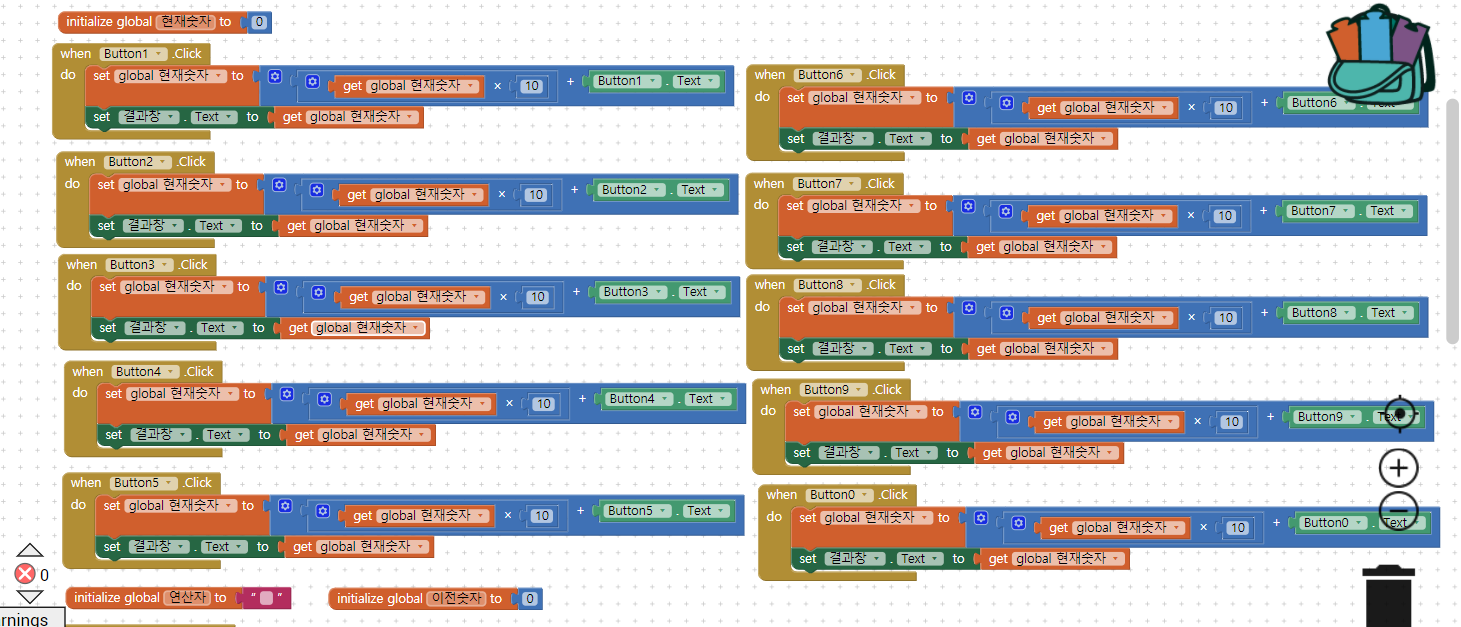 initialize global 현재숫자 to 0
when Button1 .Click
do set global 현재숫자 to get global 현재숫자 × 10 + Button1 . Text
set 결과창 . Text to get global 현재숫자
when Button2 .Click
do set global 현재숫자 to get global 현재숫자 × 10 + Button2 . Text
set 결과창 . Text to get global 현재숫자
when Button3 .Click
do set global 현재숫자 to get global 현재숫자 × 10 + Button3 . Text
set 결과창 . Text to get global 현재숫자
when Button4 .Click
do set global 현재숫자 to get global 현재숫자 × 10 + Button4 . Text
set 결과창 . Text to get global 현재숫자
when Button5 .Click
do set global 현재숫자 to get global 현재숫자 × 10 + Button5 . Text
set 결과창 . Text to get global 현재숫자
when Button6 .Click
do set global 현재숫자 to get global 현재숫자 × 10 + Button6 . Text
set 결과창 . Text to get global 현재숫자
when Button7 .Click
do set global 현재숫자 to get global 현재숫자 × 10 + Button7 . Text
set 결과창 . Text to get global 현재숫자
when Button8 .Click
do set global 현재숫자 to get global 현재숫자 × 10 + Button8 . Text
set 결과창 . Text to get global 현재숫자
when Button9 .Click
do set global 현재숫자 to get global 현재숫자 × 10 + Button9 . Text
set 결과창 . Text to get global 현재숫자
when Button0 .Click
do set global 현재숫자 to get global 현재숫자 × 10 + Button0 . Text
set 결과창 . Text to get global 현재숫자
initialize global 연산자 to " "
initialize global 이전숫자 to 0
0
rnings